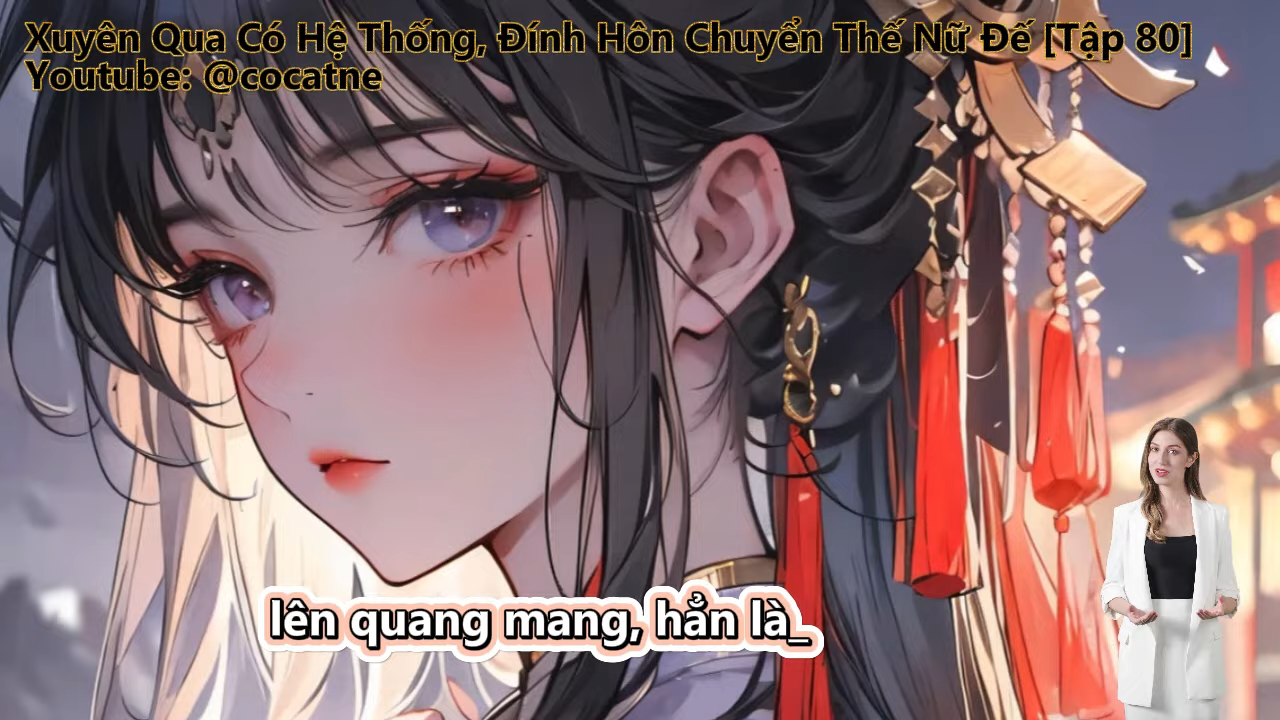 Xuyên Qua Có Hệ Thống, Đính Hôn Chuyển Thế Nữ Đế [Tập 80]
Youtube: @cocatne
lên quang mang, hẳn là_